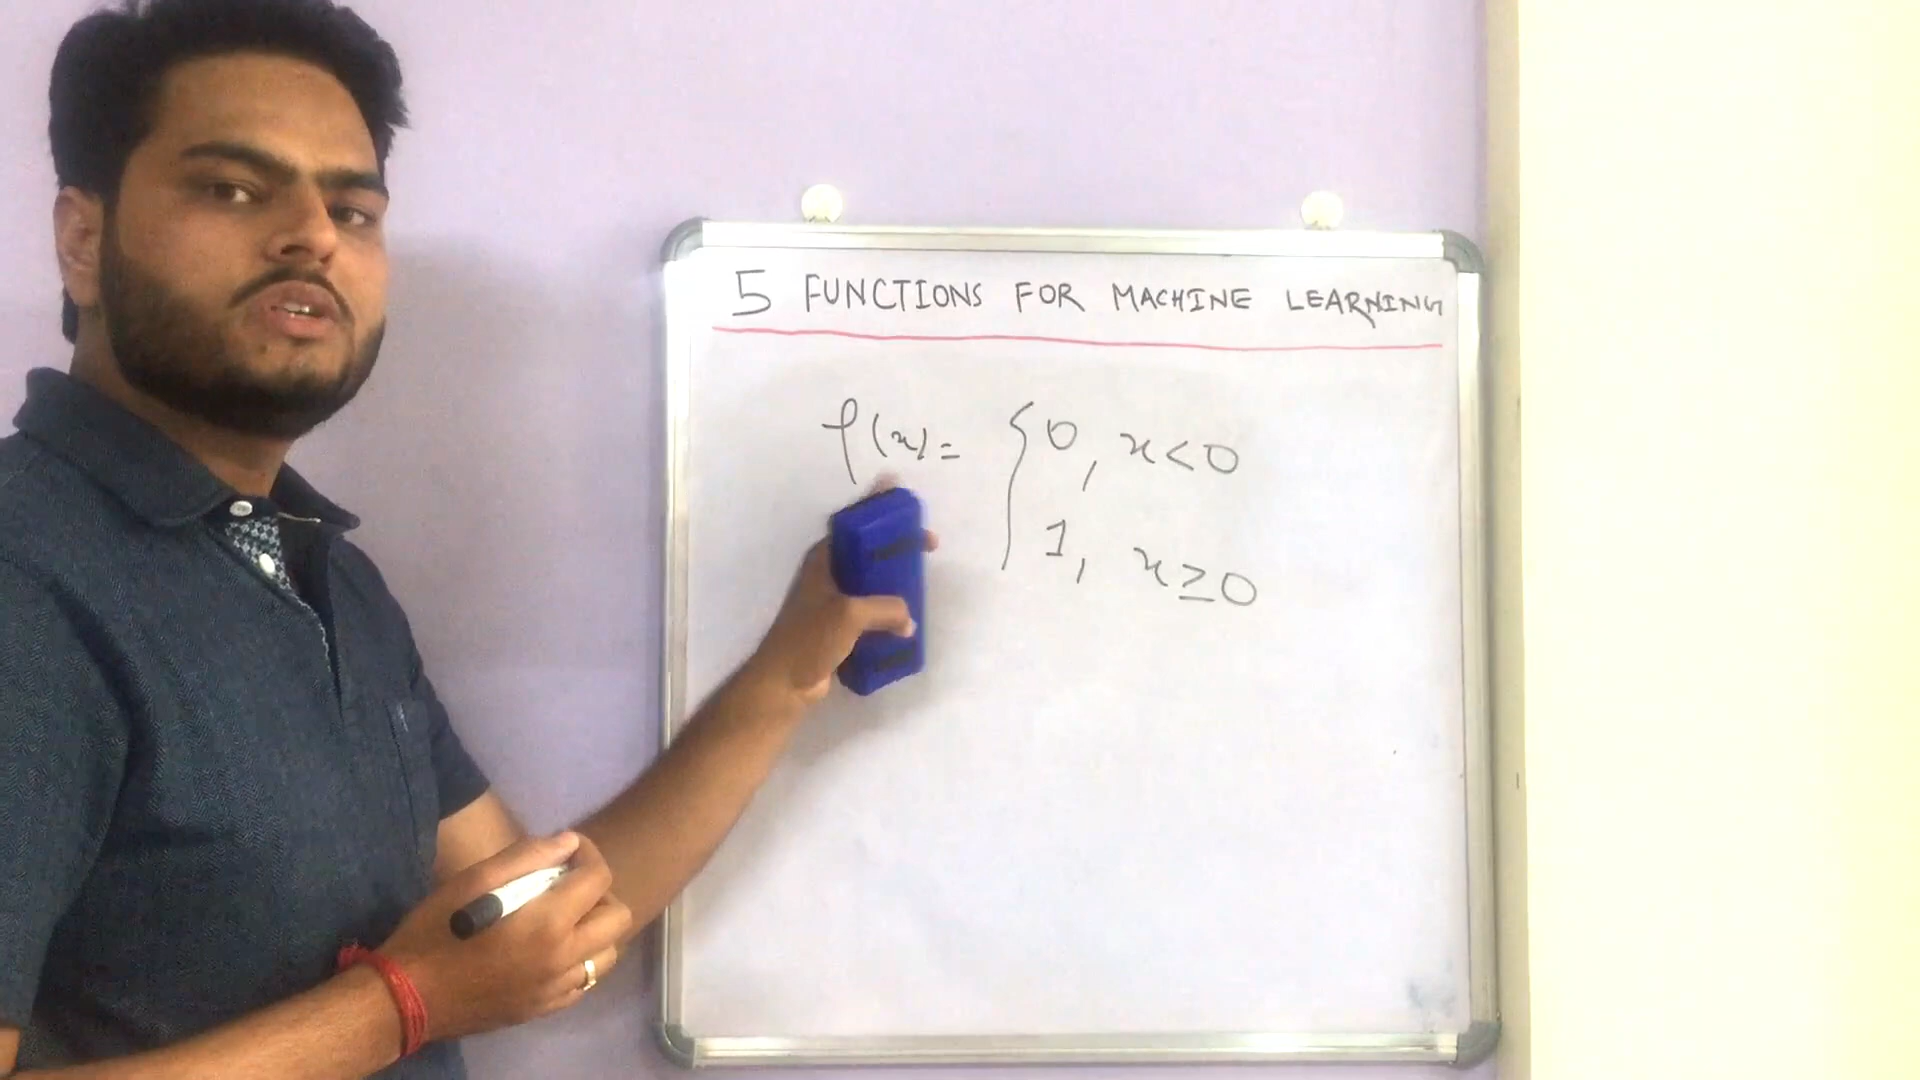 5 FUNCTIONS FOR MACHINE LEARNING
f(x) = { 0, x < 0
1, x ≥ 0